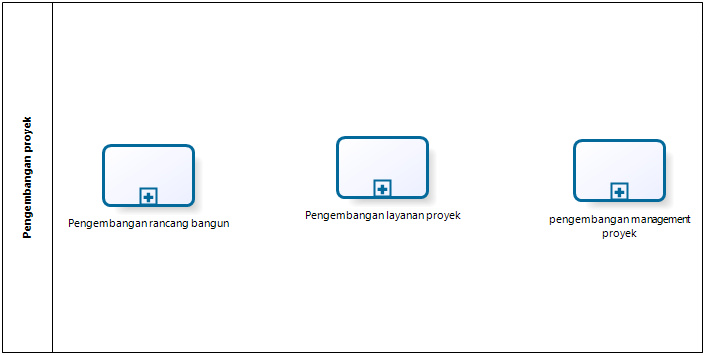 Pengembangan proyek
Pengembangan rancang bangun
Pengembangan layanan proyek
pengembangan management
proyek